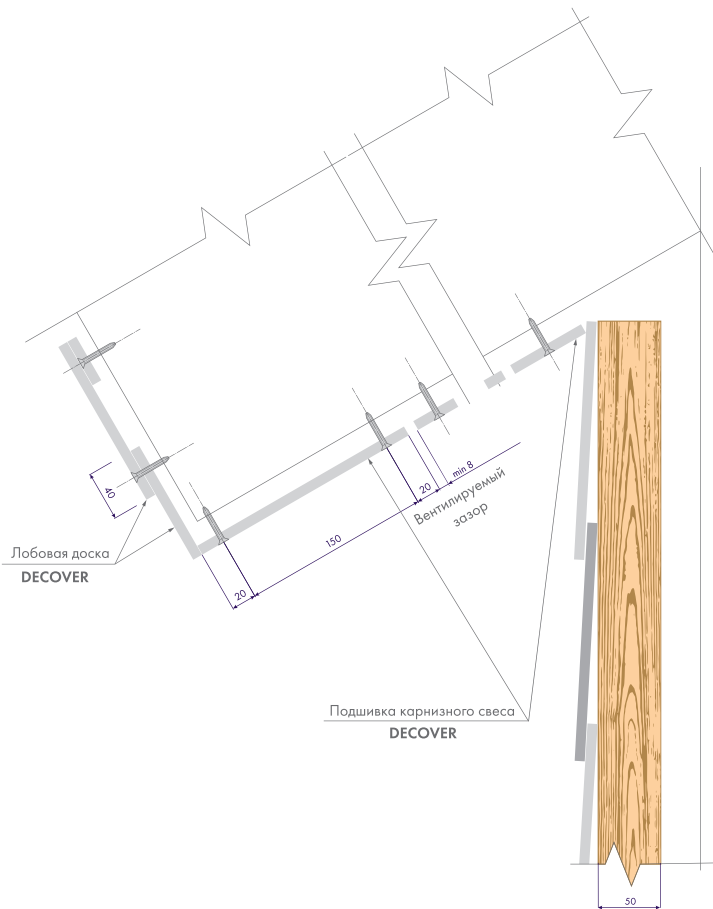 40
Лобовая доска
DECOVER
20
150
20
min 8
Вентилируемый
зазор
Подшивка карнизного свеса
DECOVER
50